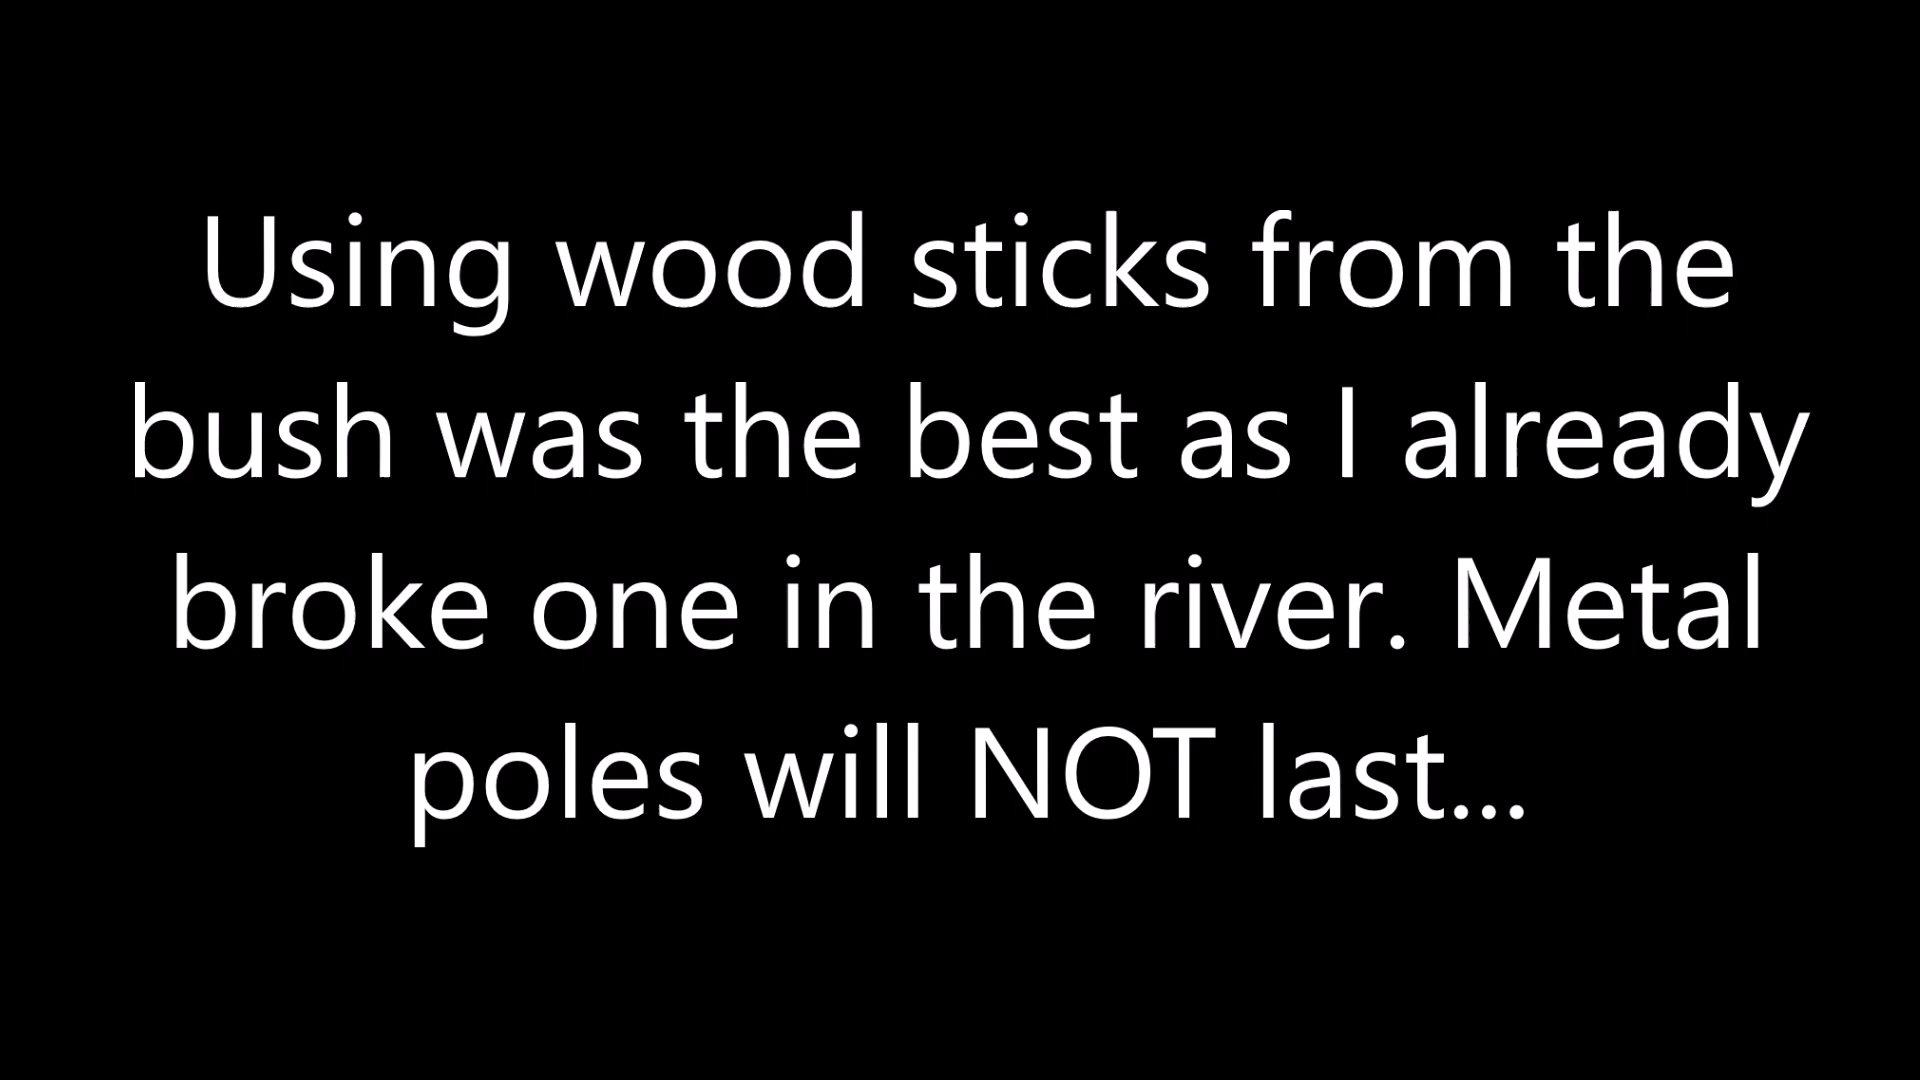 Using wood sticks from the
bush was the best as I already
broke one in the river. Metal
poles will NOT last...